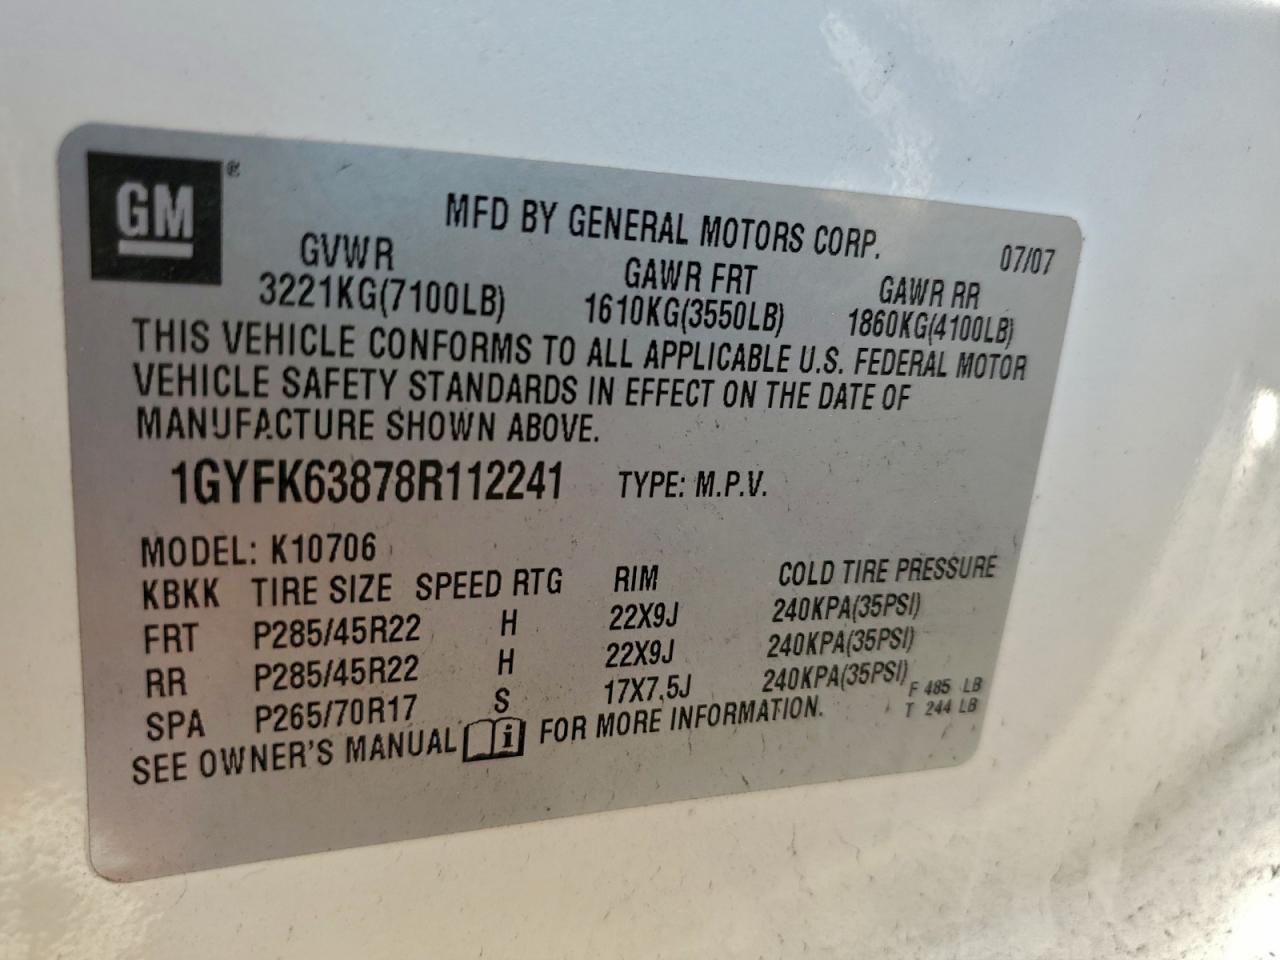 GM®
MFD BY GENERAL MOTORS CORP. 07/07
GVWR GAWR FRT GAWR RR
3221KG(7100LB) 1610KG(3550LB) 1860KG(4100LB)
THIS VEHICLE CONFORMS TO ALL APPLICABLE U.S. FEDERAL MOTOR
VEHICLE SAFETY STANDARDS IN EFFECT ON THE DATE OF
MANUFACTURE SHOWN ABOVE.
1GYFK63878R112241 TYPE: M.P.V.
MODEL: K10706
KBKK TIRE SIZE SPEED RTG RIM COLD TIRE PRESSURE
FRT P285/45R22 H 22X9J 240KPA(35PSI)
RR P285/45R22 H 22X9J 240KPA(35PSI)
SPA P265/70R17 S 17X7.5J 240KPA(35PSI) F 485 LB
SEE OWNER'S MANUAL i FOR MORE INFORMATION. T 244 LB